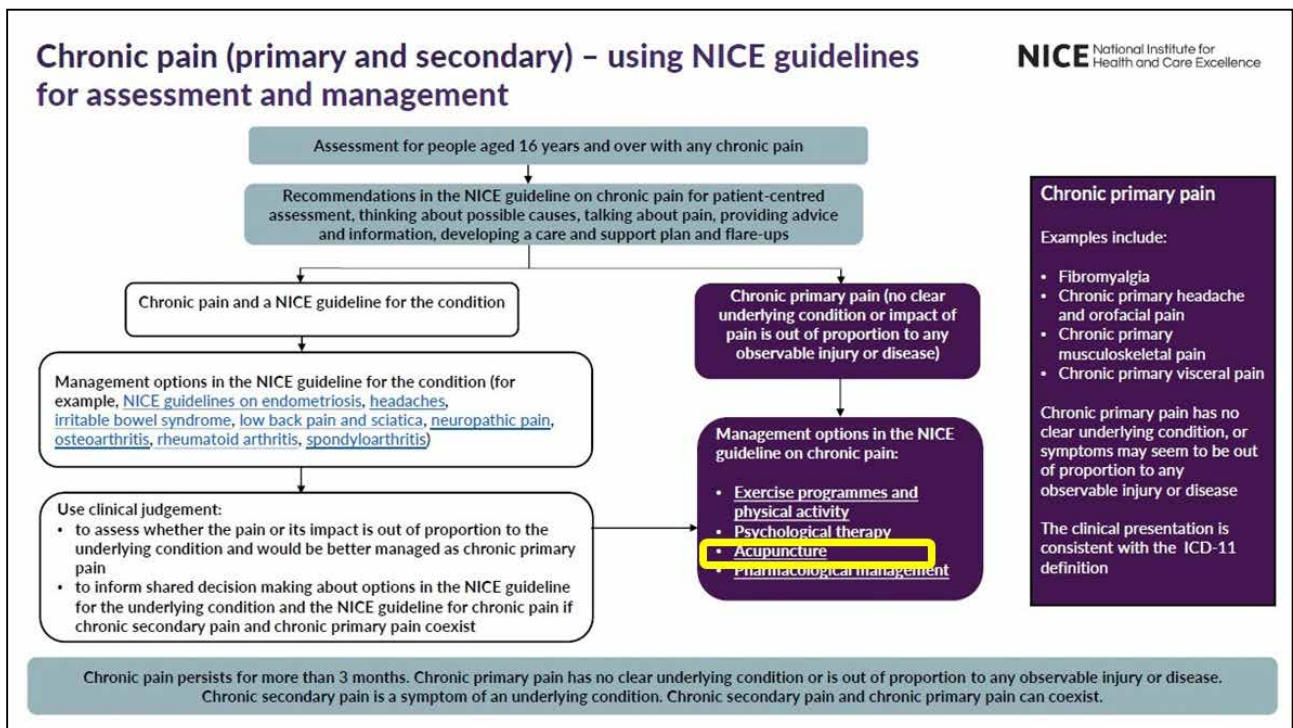 Chronic pain (primary and secondary) – using NICE guidelines
for assessment and management
NICE National Institute for
Health and Care Excellence
Assessment for people aged 16 years and over with any chronic pain
Recommendations in the NICE guideline on chronic pain for patient-centred
assessment, thinking about possible causes, talking about pain, providing advice
and information, developing a care and support plan and flare-ups
Chronic pain and a NICE guideline for the condition
Management options in the NICE guideline for the condition (for
example, NICE guidelines on endometriosis, headaches,
irritable bowel syndrome, low back pain and sciatica, neuropathic pain,
osteoarthritis, rheumatoid arthritis, spondyloarthritis)
Use clinical judgement:
• to assess whether the pain or its impact is out of proportion to the
underlying condition and would be better managed as chronic primary
pain
• to inform shared decision making about options in the NICE guideline
for the underlying condition and the NICE guideline for chronic pain if
chronic secondary pain and chronic primary pain coexist
Chronic primary pain (no clear
underlying condition or impact of
pain is out of proportion to any
observable injury or disease)
Management options in the NICE
guideline on chronic pain:
• Exercise programmes and
physical activity
• Psychological therapy
• Acupuncture
• Pharmacological management
Chronic primary pain
Examples include:
• Fibromyalgia
• Chronic primary headache
and orofacial pain
• Chronic primary
musculoskeletal pain
• Chronic primary visceral pain
Chronic primary pain has no
clear underlying condition, or
symptoms may seem to be out
of proportion to any
observable injury or disease
The clinical presentation is
consistent with the ICD-11
definition
Chronic pain persists for more than 3 months. Chronic primary pain has no clear underlying condition or is out of proportion to any observable injury or disease.
Chronic secondary pain is a symptom of an underlying condition. Chronic secondary pain and chronic primary pain can coexist.